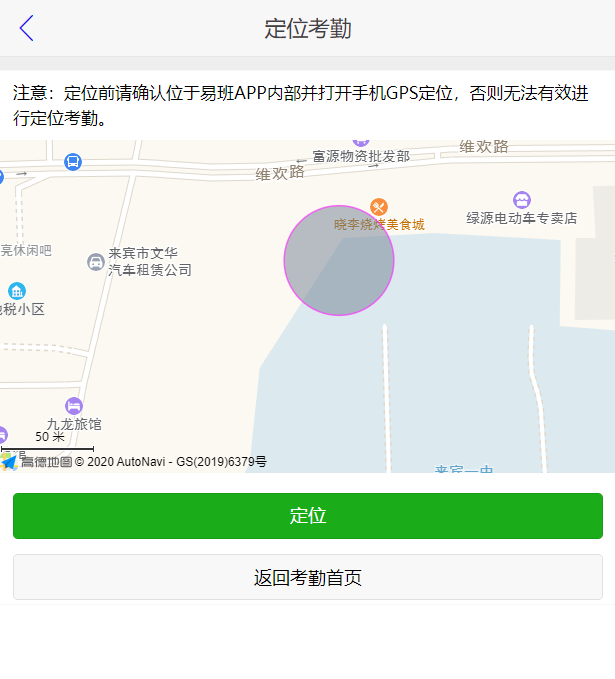 定位考勤
注意：定位前请确认位于易班APP内部并打开手机GPS定位，否则无法有效进
行定位考勤。
富源物资批发部
维欢路
维欢路
晓李烧烤美食城
绿源电动车专卖店
亮休闲吧
来宾市文华
汽车租赁公司
税小区
九龙旅馆
50 米
高德地图 © 2020 AutoNavi - GS(2019)6379号
来宾一中
定位
返回考勤首页